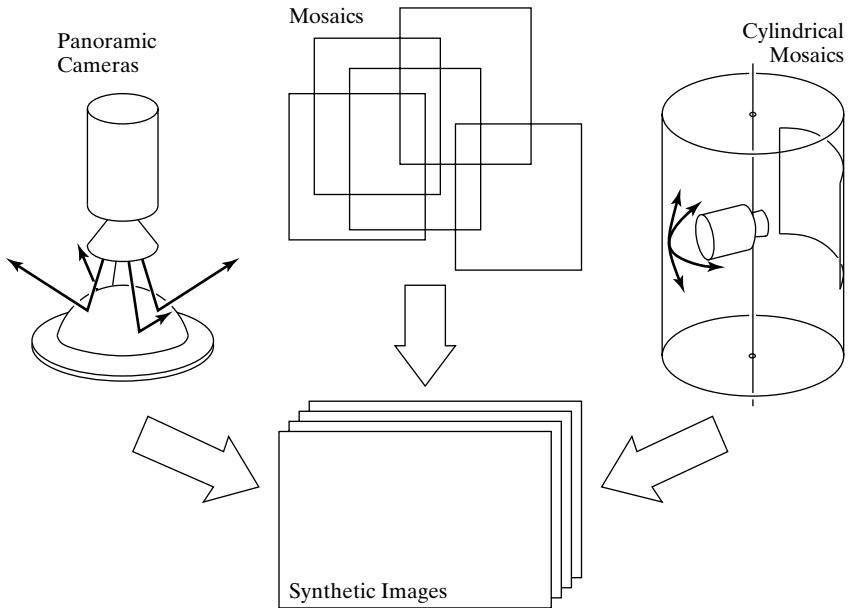 Panoramic
Cameras
Mosaics
Cylindrical
Mosaics
Synthetic Images